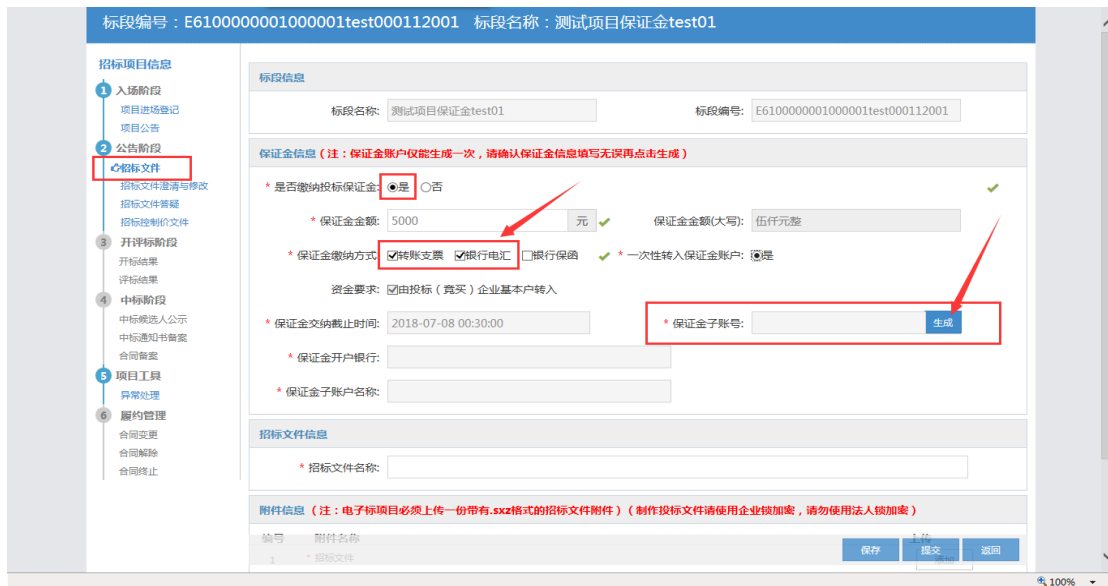 标段编号：E6100000001000001test000112001 标段名称：测试项目保证金test01
招标项目信息
1 入场阶段
项目进场登记
项目公告
2 公告阶段
招标文件
招标文件澄清与修改
招标文件答疑
招标控制价文件
3 开评标阶段
开标结果
评标结果
4 中标阶段
中标候选人公示
中标通知书备案
合同备案
5 项目工具
异常处理
6 履约管理
合同变更
合同解除
合同终止
标段信息
标段名称: 测试项目保证金test01 标段编号: E6100000001000001test000112001
保证金信息（注：保证金账户仅能生成一次，请确认保证金信息填写无误再点击生成）
* 是否缴纳投标保证金: 是 否
* 保证金金额: 5000 元 保证金金额(大写): 伍仟元整
* 保证金缴纳方式: 转账支票 银行电汇 银行保函 * 一次性转入保证金账户: 是
资金要求: 由投标（竞买）企业基本户转入
* 保证金交纳截止时间: 2018-07-08 00:30:00 * 保证金子账号: 生成
* 保证金开户银行:
* 保证金子账户名称:
招标文件信息
* 招标文件名称:
附件信息（注：电子标项目必须上传一份带有.sxz格式的招标文件附件）(制作投标文件请使用企业锁加密，请勿使用法人锁加密）
编号 附件名称 上传
1 * 招标文件 添加
保存 提交 返回
100%